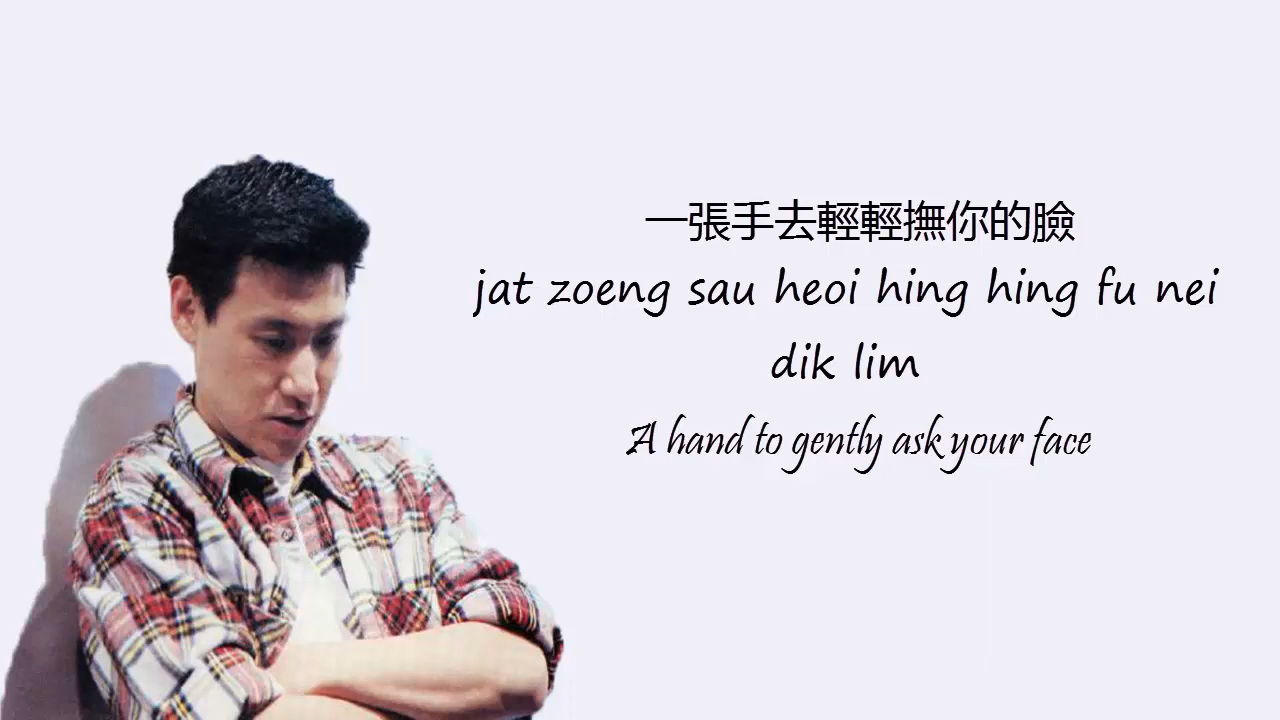 一張手去輕輕撫你的臉
jat zoeng sau heoi hing hing fu nei
dik lim
A hand to gently ask your face